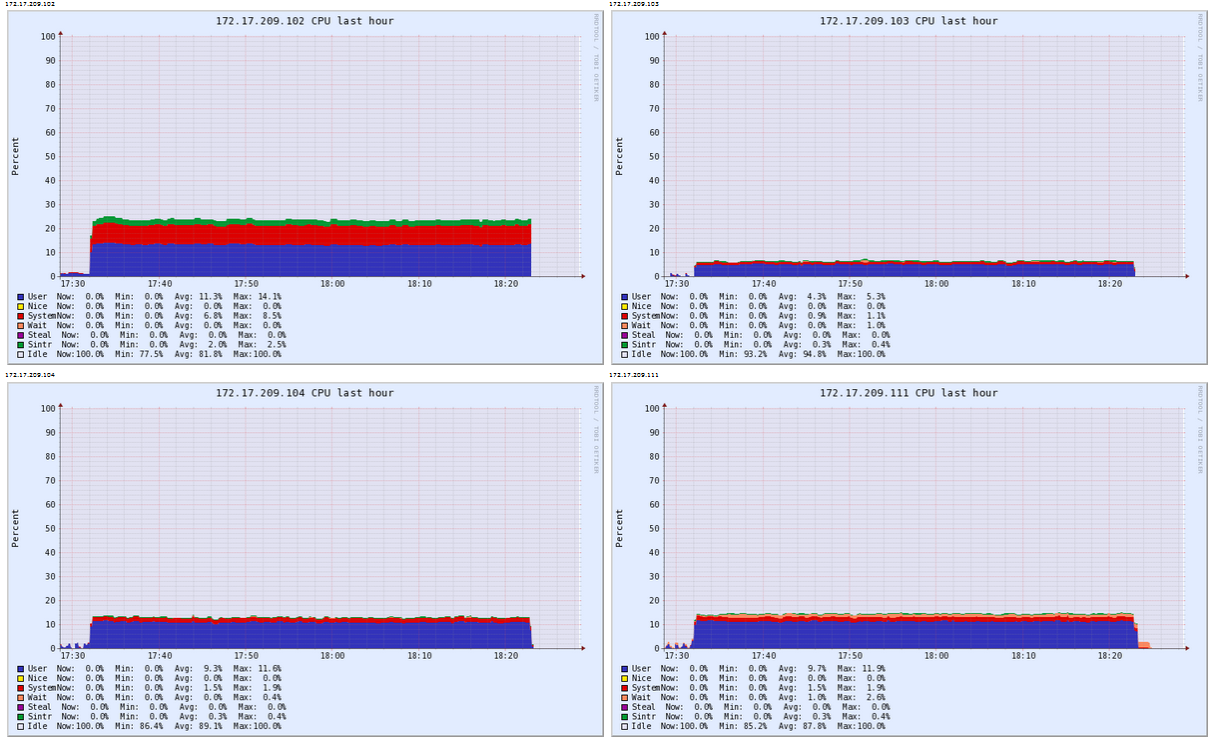 172.17.209.102
172.17.209.102 CPU last hour
RRDTOOL / TOBI OETIKER
Percent
100
90
80
70
60
50
40
30
20
10
0
17:30 17:40 17:50 18:00 18:10 18:20
User Now: 0.0% Min: 0.0% Avg: 11.3% Max: 14.1%
Nice Now: 0.0% Min: 0.0% Avg: 0.0% Max: 0.0%
SystemNow: 0.0% Min: 0.0% Avg: 6.8% Max: 8.5%
Wait Now: 0.0% Min: 0.0% Avg: 0.0% Max: 0.0%
Steal Now: 0.0% Min: 0.0% Avg: 0.0% Max: 0.0%
Sintr Now: 0.0% Min: 0.0% Avg: 2.0% Max: 2.5%
Idle Now:100.0% Min: 77.5% Avg: 81.8% Max:100.0%
172.17.209.103
172.17.209.103 CPU last hour
RRDTOOL / TOBI OETIKER
Percent
100
90
80
70
60
50
40
30
20
10
0
17:30 17:40 17:50 18:00 18:10 18:20
User Now: 0.0% Min: 0.0% Avg: 4.3% Max: 5.3%
Nice Now: 0.0% Min: 0.0% Avg: 0.0% Max: 0.0%
SystemNow: 0.0% Min: 0.0% Avg: 0.9% Max: 1.1%
Wait Now: 0.0% Min: 0.0% Avg: 0.0% Max: 1.0%
Steal Now: 0.0% Min: 0.0% Avg: 0.0% Max: 0.0%
Sintr Now: 0.0% Min: 0.0% Avg: 0.3% Max: 0.4%
Idle Now:100.0% Min: 93.2% Avg: 94.8% Max:100.0%
172.17.209.104
172.17.209.104 CPU last hour
RRDTOOL / TOBI OETIKER
Percent
100
90
80
70
60
50
40
30
20
10
0
17:30 17:40 17:50 18:00 18:10 18:20
User Now: 0.0% Min: 0.0% Avg: 9.3% Max: 11.6%
Nice Now: 0.0% Min: 0.0% Avg: 0.0% Max: 0.0%
SystemNow: 0.0% Min: 0.0% Avg: 1.5% Max: 1.9%
Wait Now: 0.0% Min: 0.0% Avg: 0.0% Max: 0.4%
Steal Now: 0.0% Min: 0.0% Avg: 0.0% Max: 0.0%
Sintr Now: 0.0% Min: 0.0% Avg: 0.3% Max: 0.4%
Idle Now:100.0% Min: 86.4% Avg: 89.1% Max:100.0%
172.17.209.111
172.17.209.111 CPU last hour
RRDTOOL / TOBI OETIKER
Percent
100
90
80
70
60
50
40
30
20
10
0
17:30 17:40 17:50 18:00 18:10 18:20
User Now: 0.0% Min: 0.0% Avg: 9.7% Max: 11.9%
Nice Now: 0.0% Min: 0.0% Avg: 0.0% Max: 0.0%
SystemNow: 0.0% Min: 0.0% Avg: 1.5% Max: 1.9%
Wait Now: 0.0% Min: 0.0% Avg: 1.0% Max: 2.6%
Steal Now: 0.0% Min: 0.0% Avg: 0.0% Max: 0.0%
Sintr Now: 0.0% Min: 0.0% Avg: 0.3% Max: 0.4%
Idle Now:100.0% Min: 85.2% Avg: 87.8% Max:100.0%